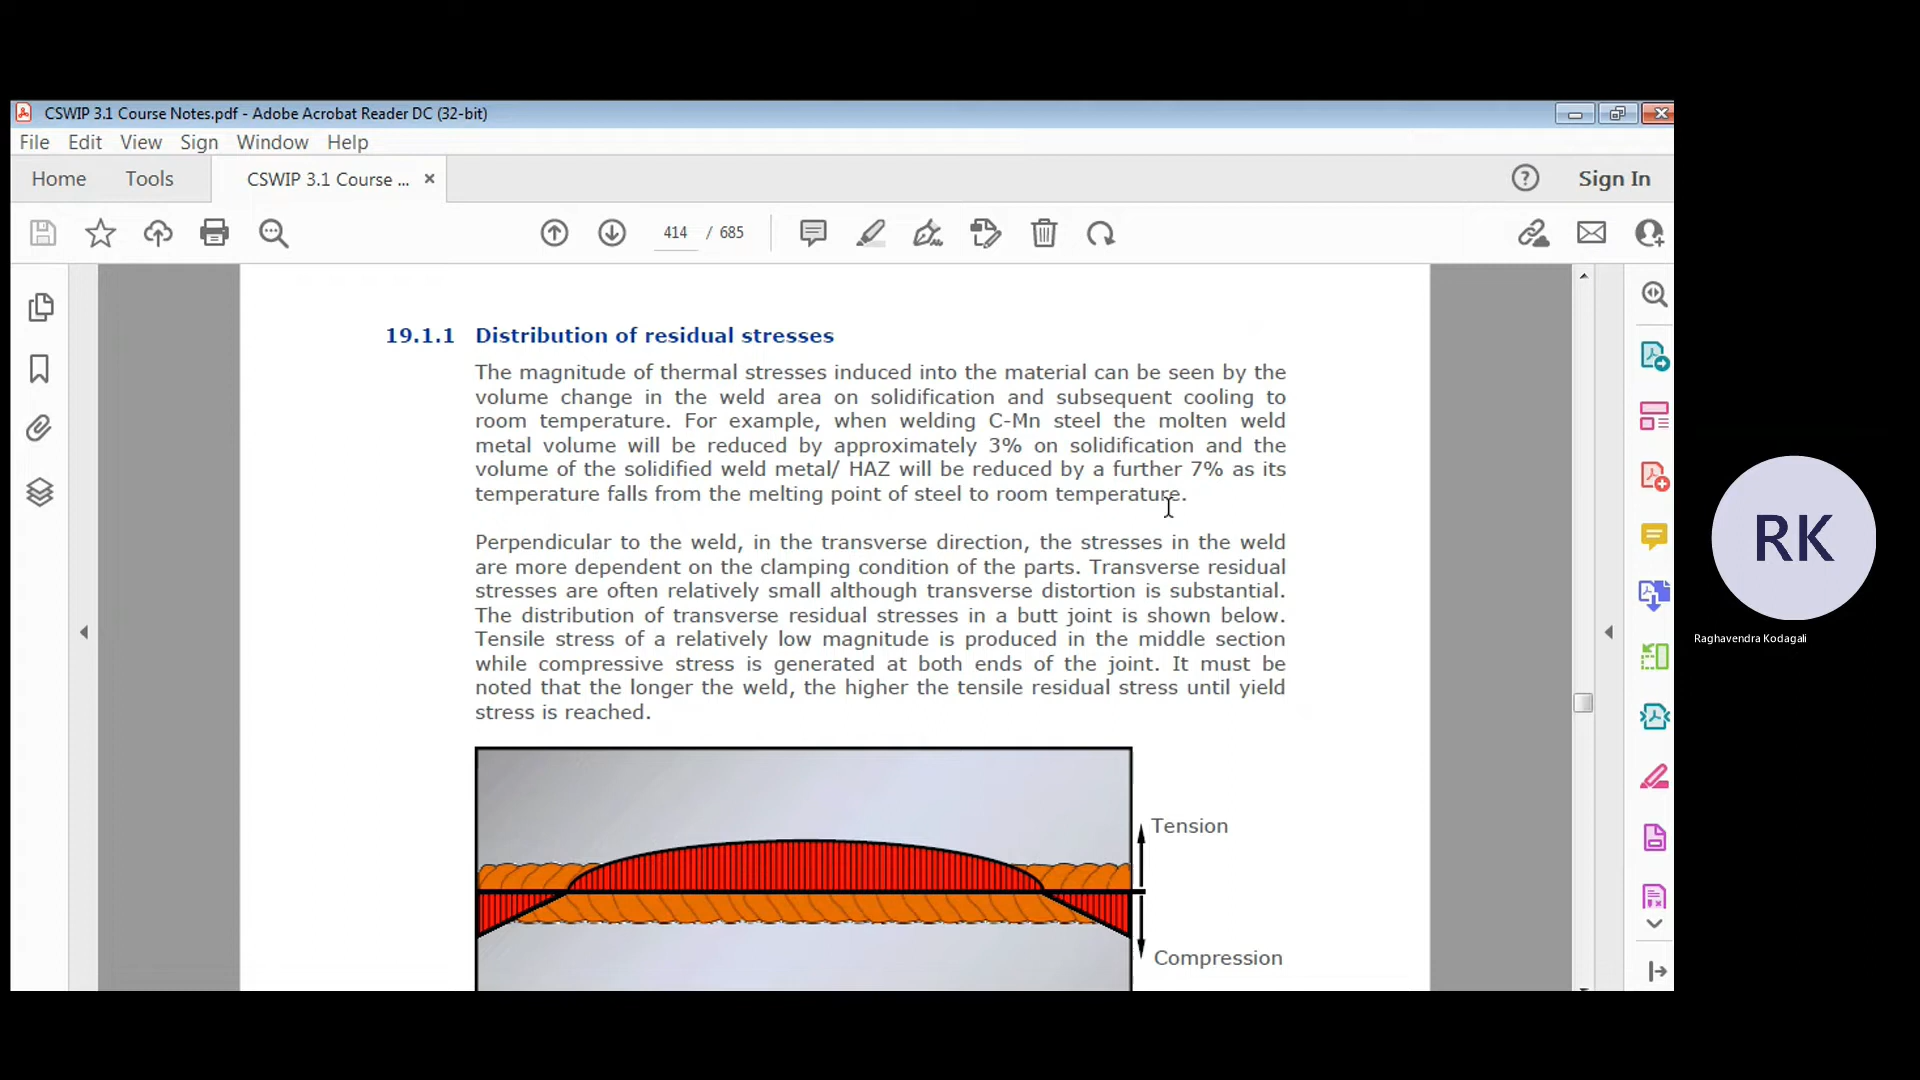 CSWIP 3.1 Course Notes.pdf - Adobe Acrobat Reader DC (32-bit)
File Edit View Sign Window Help
Home Tools CSWIP 3.1 Course ... × ? Sign In
414 / 685
19.1.1 Distribution of residual stresses
The magnitude of thermal stresses induced into the material can be seen by the
volume change in the weld area on solidification and subsequent cooling to
room temperature. For example, when welding C-Mn steel the molten weld
metal volume will be reduced by approximately 3% on solidification and the
volume of the solidified weld metal/ HAZ will be reduced by a further 7% as its
temperature falls from the melting point of steel to room temperature.
Perpendicular to the weld, in the transverse direction, the stresses in the weld
are more dependent on the clamping condition of the parts. Transverse residual
stresses are often relatively small although transverse distortion is substantial.
The distribution of transverse residual stresses in a butt joint is shown below.
Tensile stress of a relatively low magnitude is produced in the middle section
while compressive stress is generated at both ends of the joint. It must be
noted that the longer the weld, the higher the tensile residual stress until yield
stress is reached.
Tension
Compression
RK
Raghavendra Kodagali